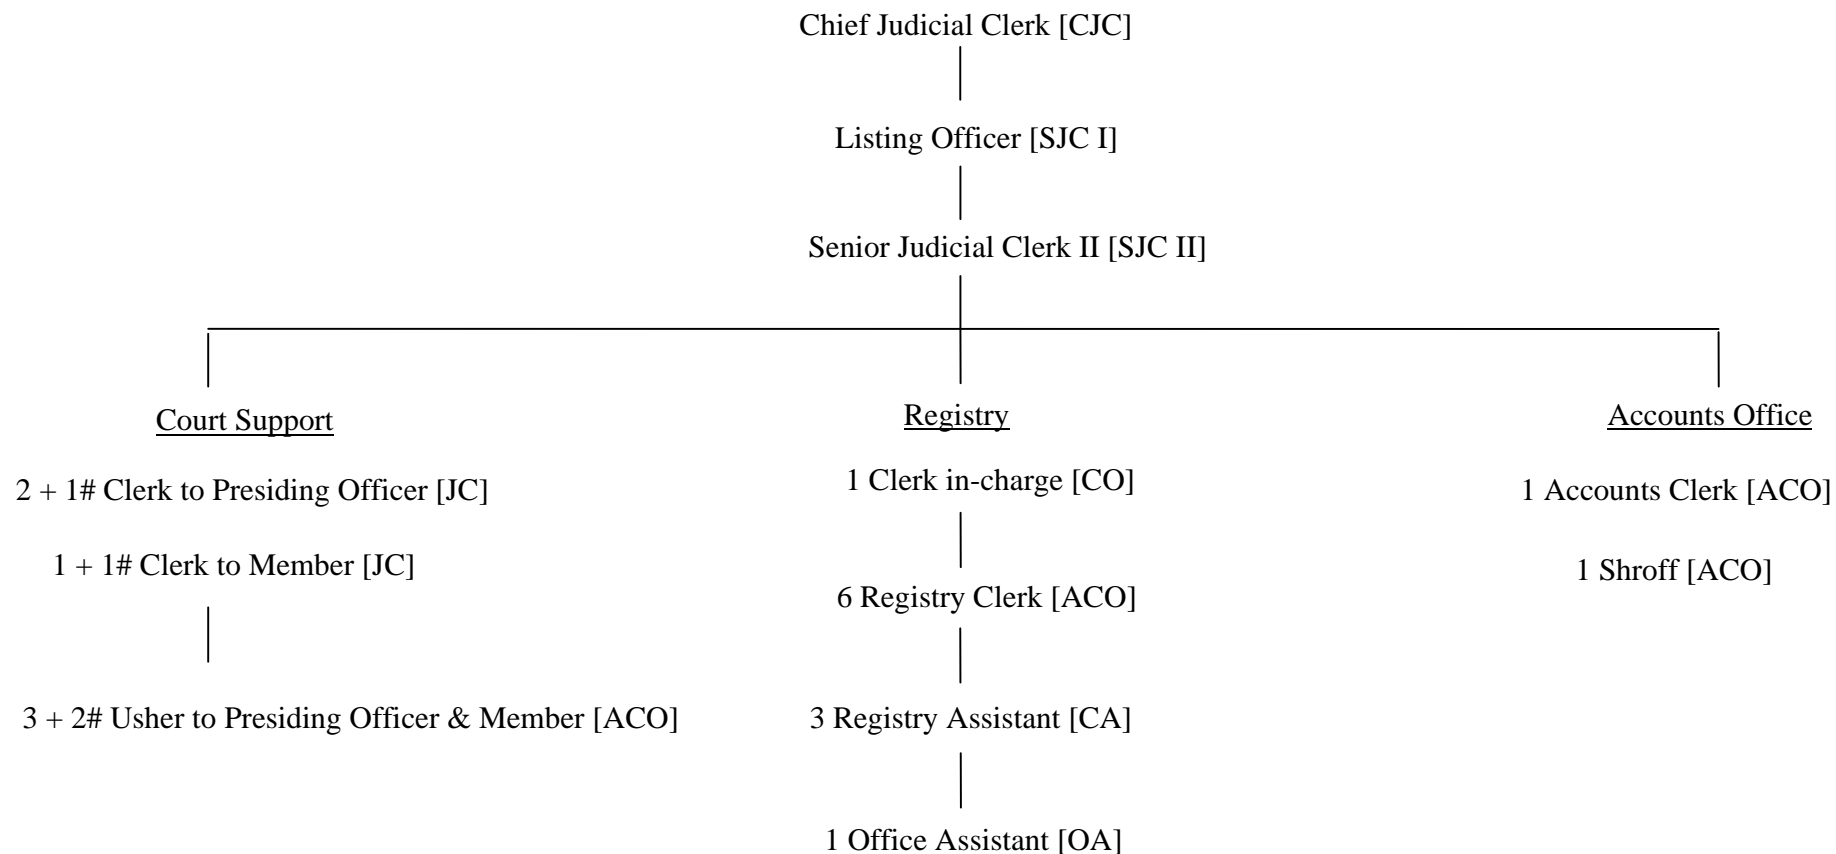 Chief Judicial Clerk [CJC]
Listing Officer [SJC I]
Senior Judicial Clerk II [SJC II]
Court Support
2 + 1# Clerk to Presiding Officer [JC]
1 + 1# Clerk to Member [JC]
3 + 2# Usher to Presiding Officer & Member [ACO]
Registry
1 Clerk in-charge [CO]
6 Registry Clerk [ACO]
3 Registry Assistant [CA]
1 Office Assistant [OA]
Accounts Office
1 Accounts Clerk [ACO]
1 Shroff [ACO]